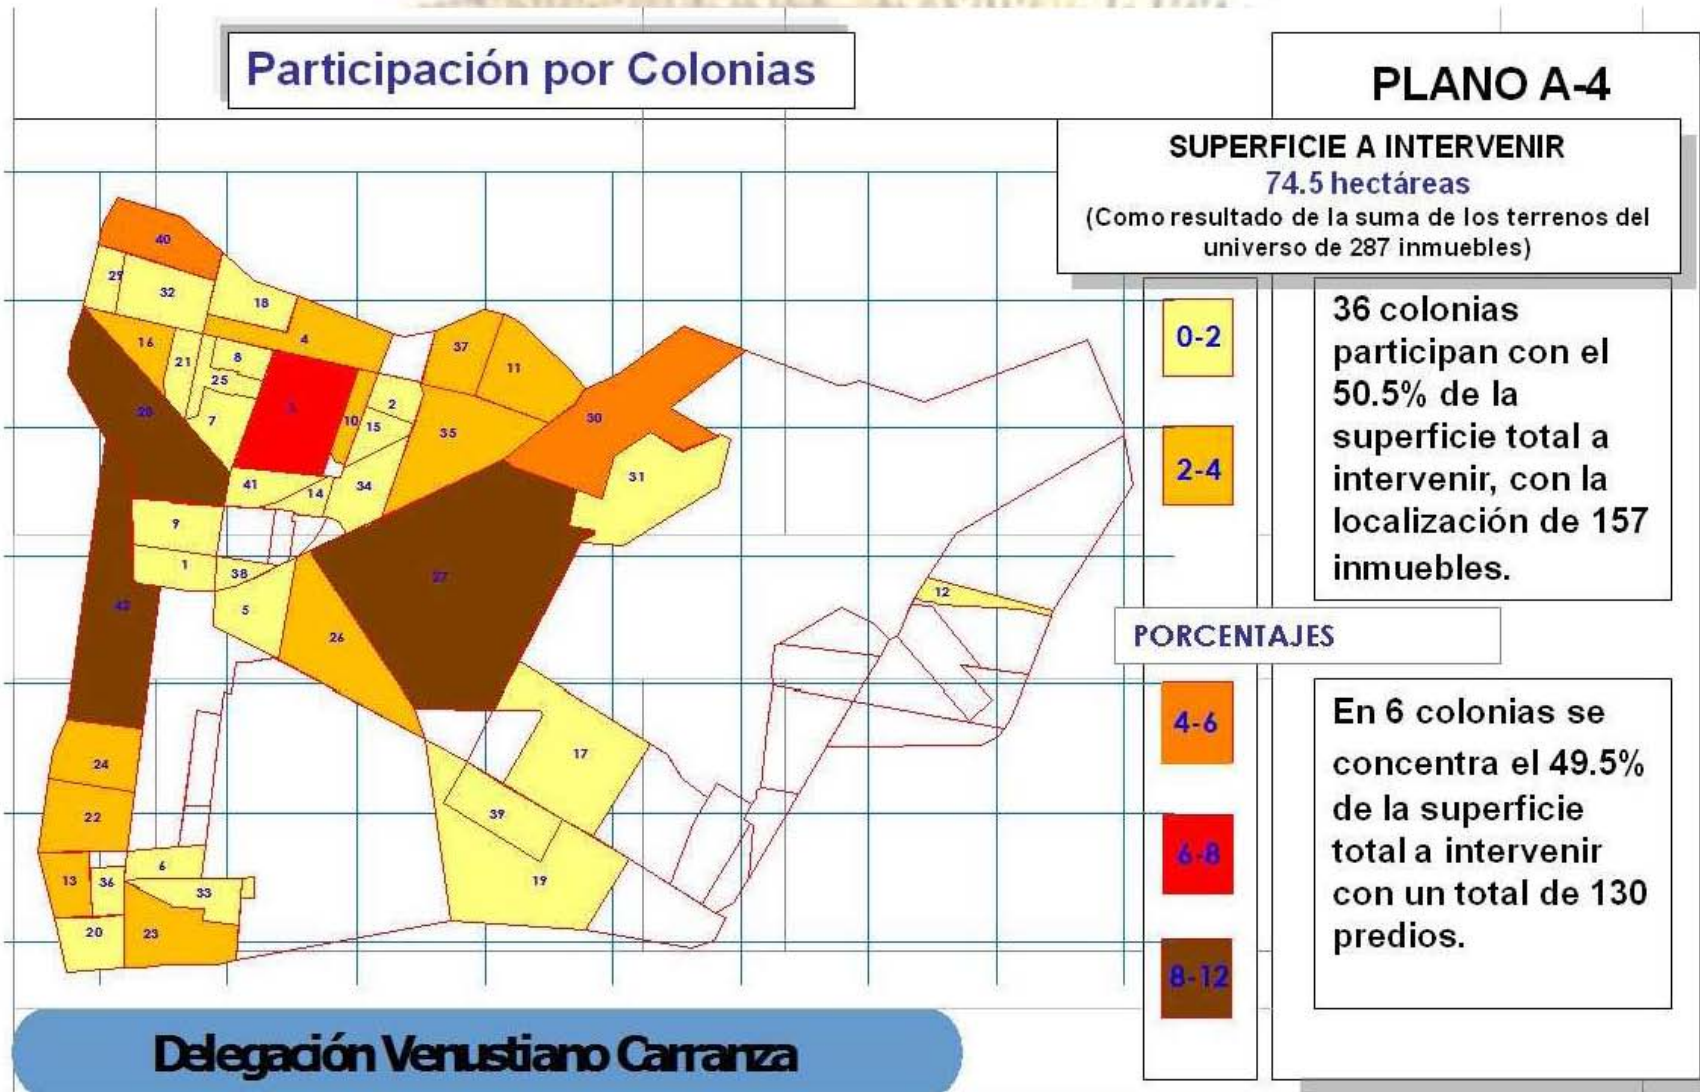 Participación por Colonias
PLANO A-4
SUPERFICIE A INTERVENIR
74.5 hectáreas
(Como resultado de la suma de los terrenos del
universo de 287 inmuebles)
0-2
2-4
36 colonias
participan con el
50.5% de la
superficie total a
intervenir, con la
localización de 157
inmuebles.
PORCENTAJES
4-6
6-8
8-12
En 6 colonias se
concentra el 49.5%
de la superficie
total a intervenir
con un total de 130
predios.
40
29
32
18
4
16
21
8
25
7
37
11
2
10
15
35
30
31
41
14
34
9
1
38
5
26
27
12
24
22
17
39
19
13
36
6
33
20
23
Delegación Venustiano Carranza